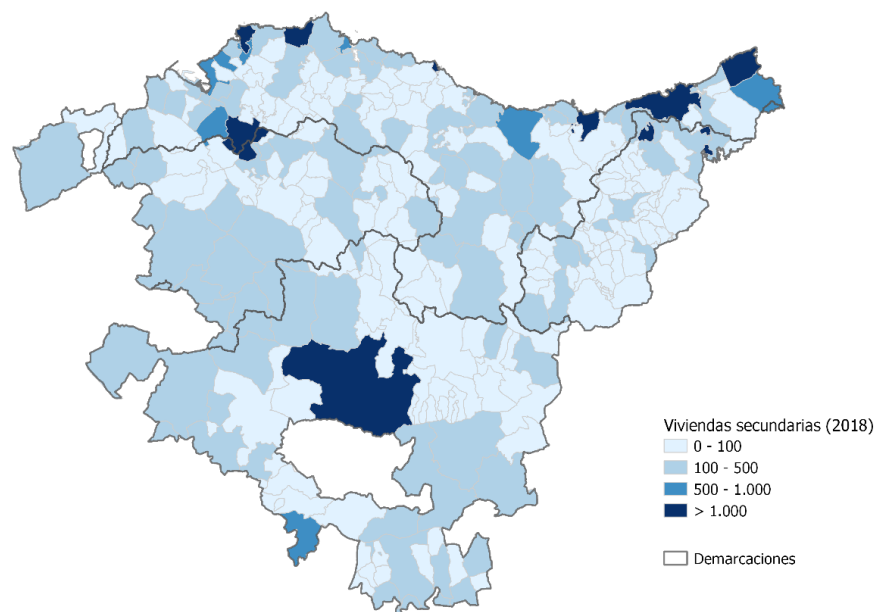 Viviendas secundarias (2018)
0 - 100
100 - 500
500 - 1.000
> 1.000
Demarcaciones